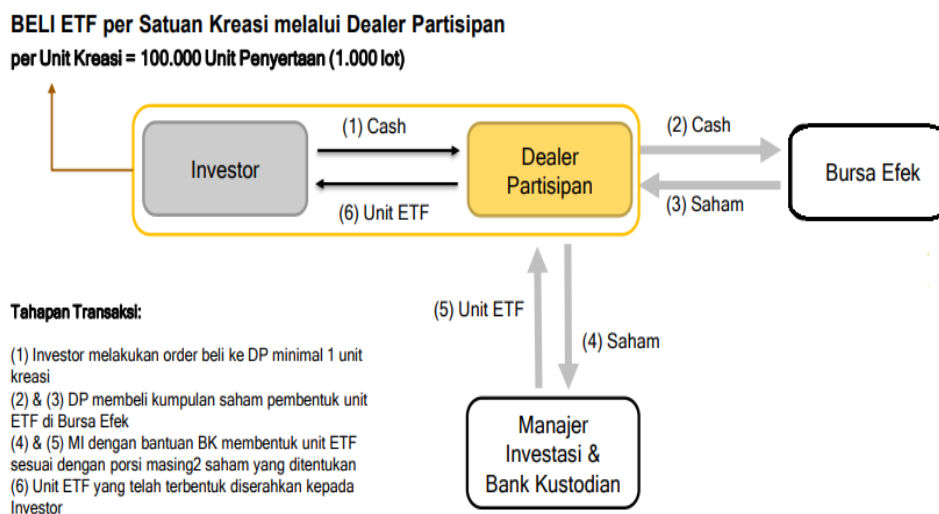 BELI ETF per Satuan Kreasi melalui Dealer Partisipan
per Unit Kreasi = 100.000 Unit Penyertaan (1.000 lot)
Investor
(1) Cash
(6) Unit ETF
Dealer
Partisipan
(2) Cash
(3) Saham
Bursa Efek
(5) Unit ETF
(4) Saham
Manajer
Investasi &
Bank Kustodian
Tahapan Transaksi:
(1) Investor melakukan order beli ke DP minimal 1 unit
kreasi
(2) & (3) DP membeli kumpulan saham pembentuk unit
ETF di Bursa Efek
(4) & (5) MI dengan bantuan BK membentuk unit ETF
sesuai dengan porsi masing2 saham yang ditentukan
(6) Unit ETF yang telah terbentuk diserahkan kepada
Investor